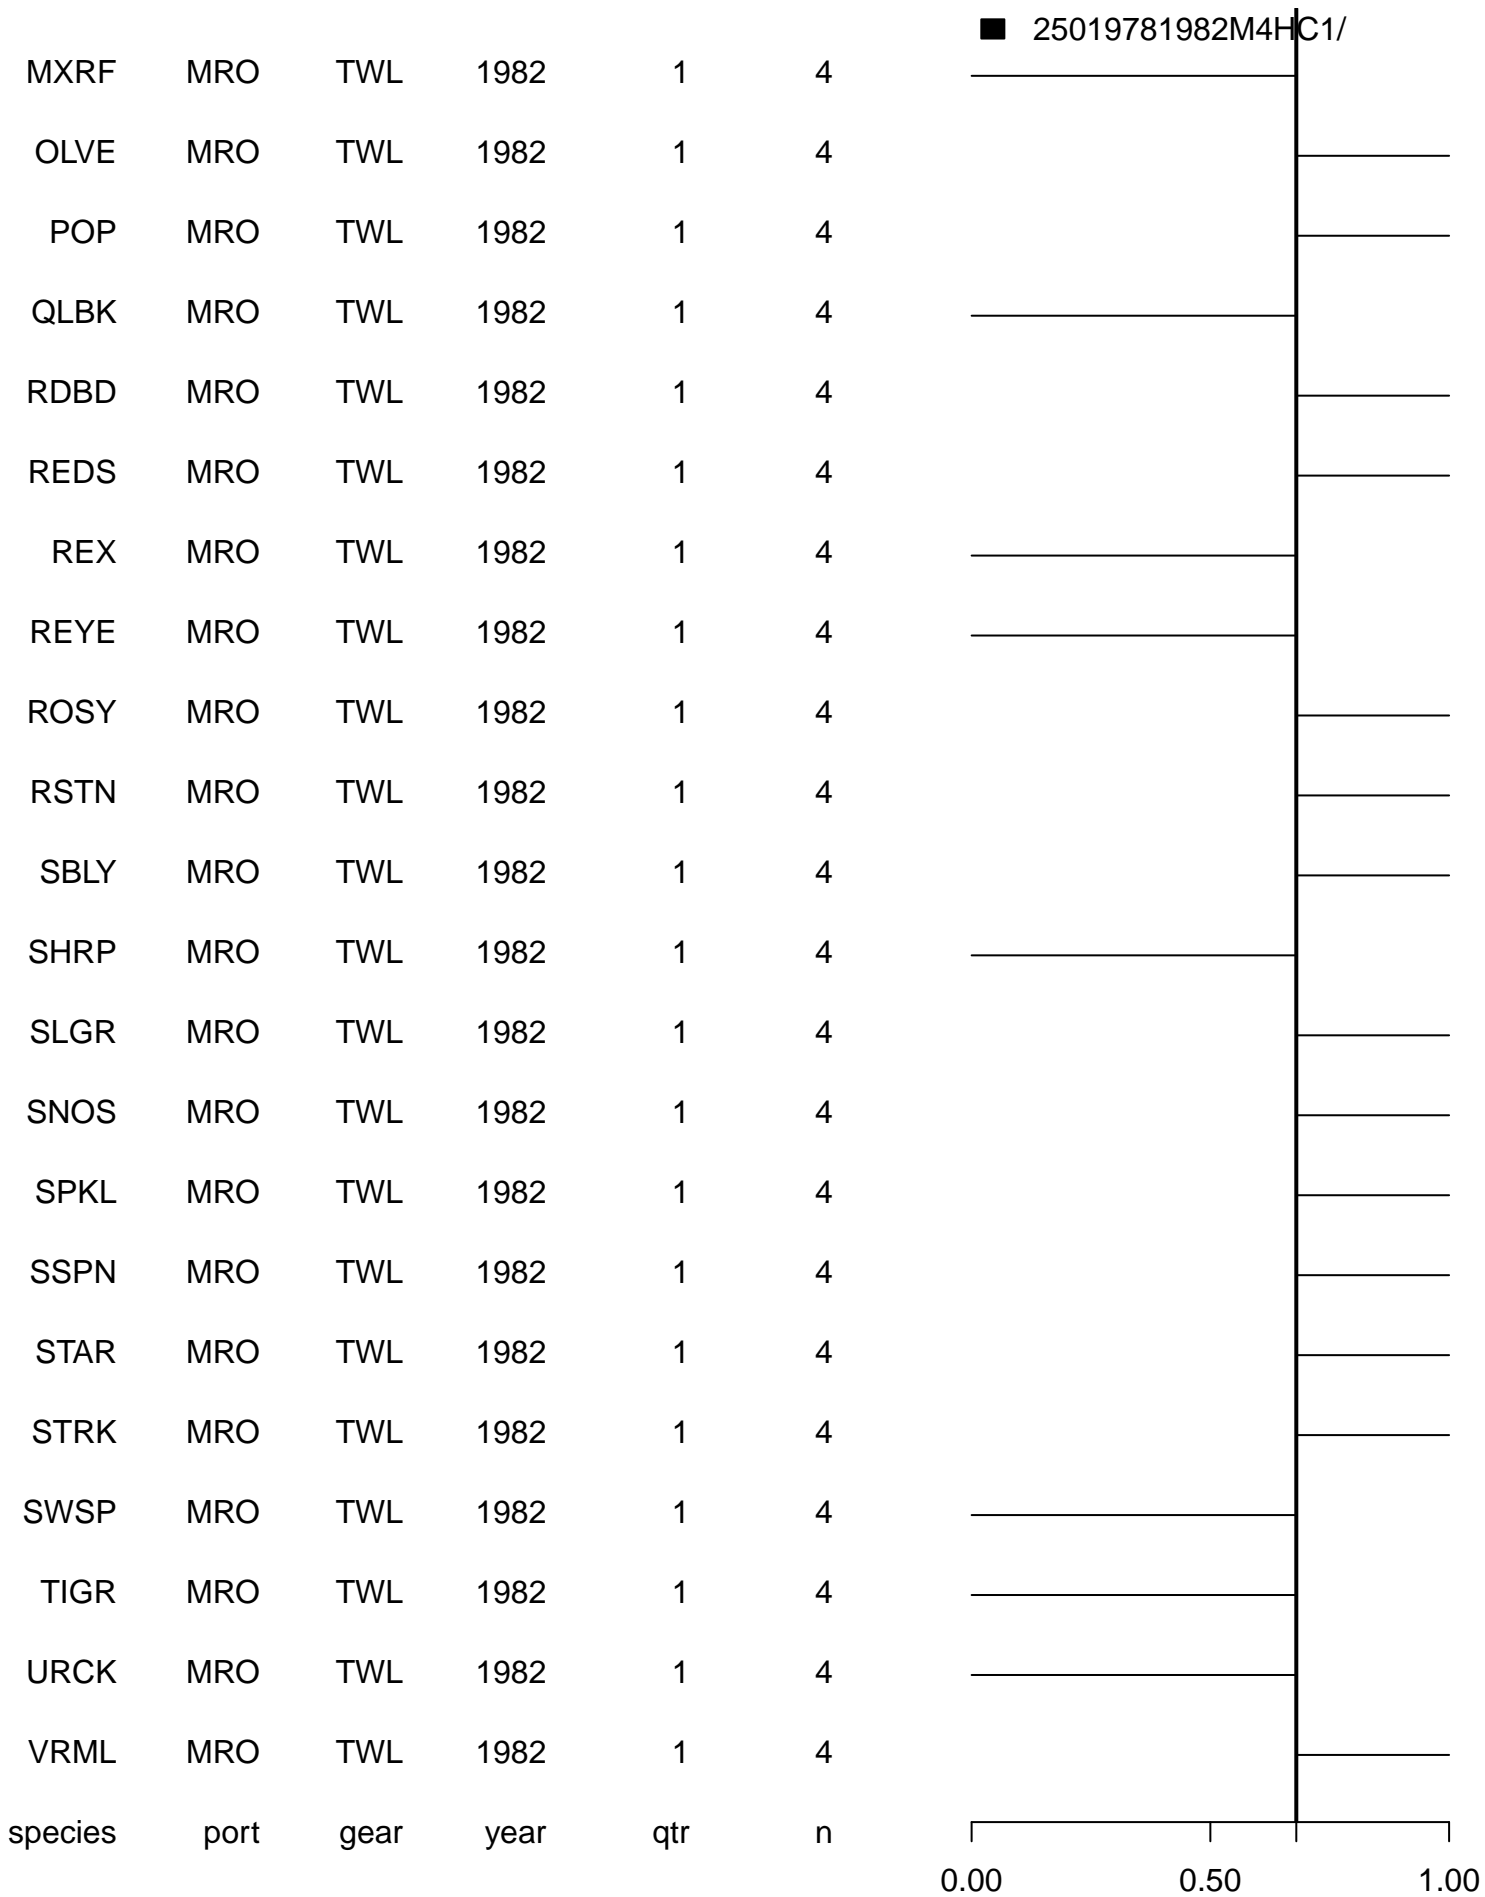 25019781982M4HC1/
MXRF MRO TWL 1982 1 4
OLVE MRO TWL 1982 1 4
POP MRO TWL 1982 1 4
QLBK MRO TWL 1982 1 4
RDBD MRO TWL 1982 1 4
REDS MRO TWL 1982 1 4
REX MRO TWL 1982 1 4
REYE MRO TWL 1982 1 4
ROSY MRO TWL 1982 1 4
RSTN MRO TWL 1982 1 4
SBLY MRO TWL 1982 1 4
SHRP MRO TWL 1982 1 4
SLGR MRO TWL 1982 1 4
SNOS MRO TWL 1982 1 4
SPKL MRO TWL 1982 1 4
SSPN MRO TWL 1982 1 4
STAR MRO TWL 1982 1 4
STRK MRO TWL 1982 1 4
SWSP MRO TWL 1982 1 4
TIGR MRO TWL 1982 1 4
URCK MRO TWL 1982 1 4
VRML MRO TWL 1982 1 4
species port gear year qtr n
0.00 0.50 1.00